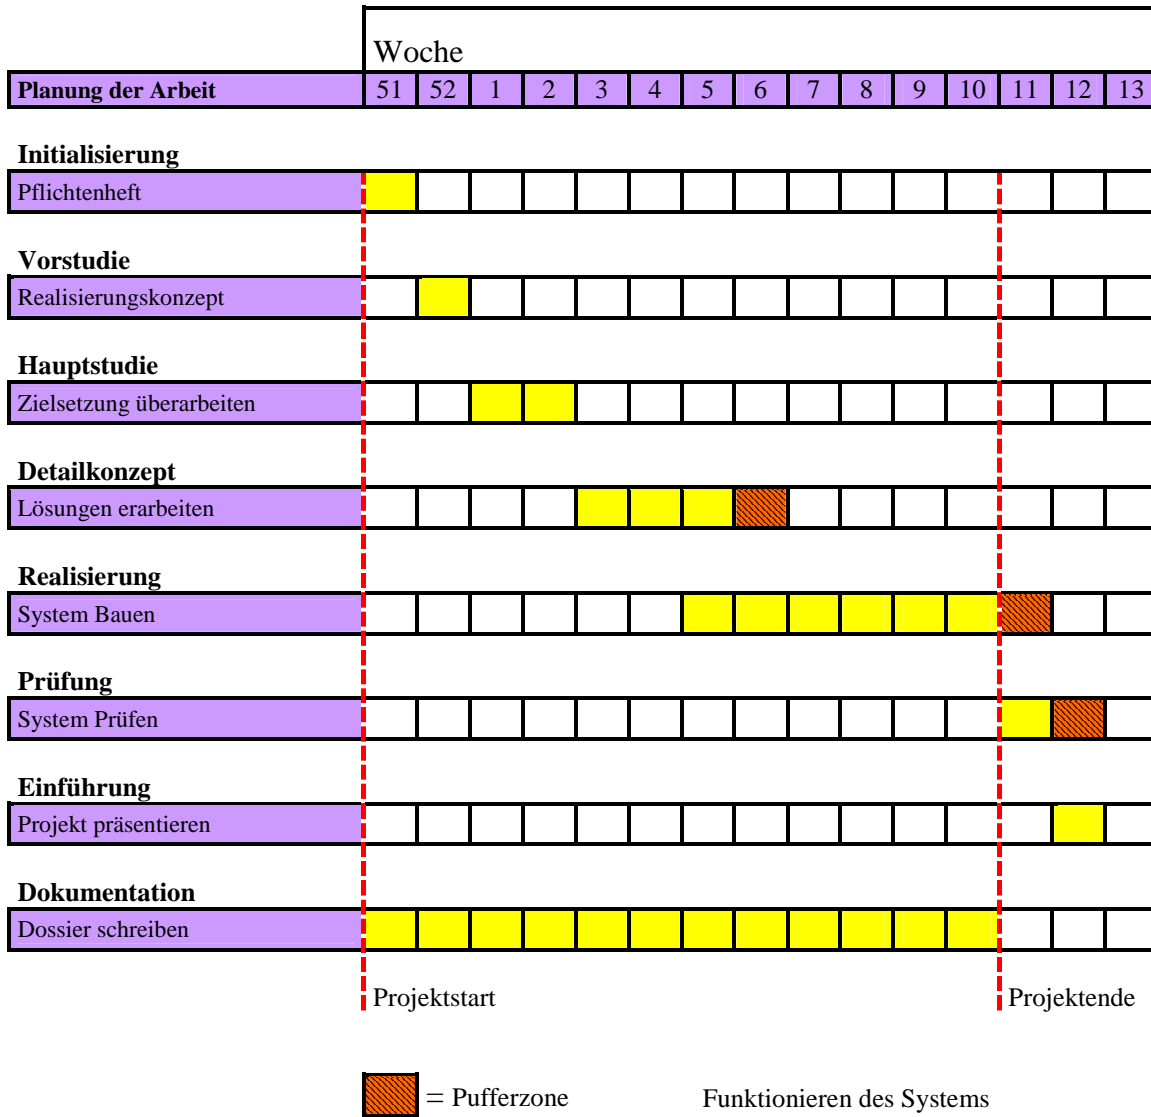 Woche
Planung der Arbeit 51 52 1 2 3 4 5 6 7 8 9 10 11 12 13
Initialisierung
Pflichtenheft
Vorstudie
Realisierungskonzept
Hauptstudie
Zielsetzung überarbeiten
Detailkonzept
Lösungen erarbeiten
Realisierung
System Bauen
Prüfung
System Prüfen
Einführung
Projekt präsentieren
Dokumentation
Dossier schreiben
Projektstart Projektende
= Pufferzone Funktionieren des Systems